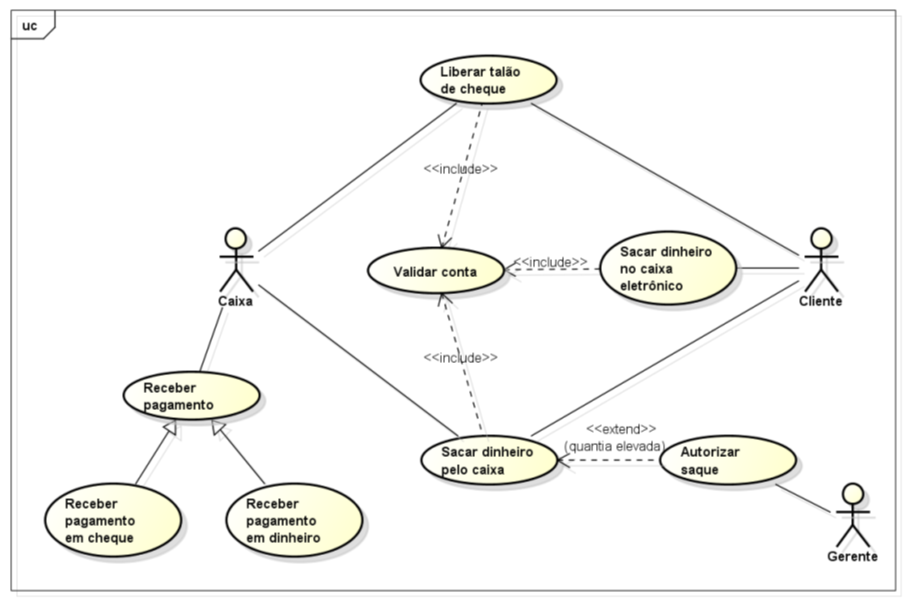 uc
Liberar talão
de cheque
<<include>>
Validar conta
<<include>>
Sacar dinheiro
no caixa
eletrônico
Caixa
Cliente
<<include>>
Receber
pagamento
Sacar dinheiro
pelo caixa
<<extend>>
(quantia elevada)
Autorizar
saque
Receber
pagamento
em cheque
Receber
pagamento
em dinheiro
Gerente